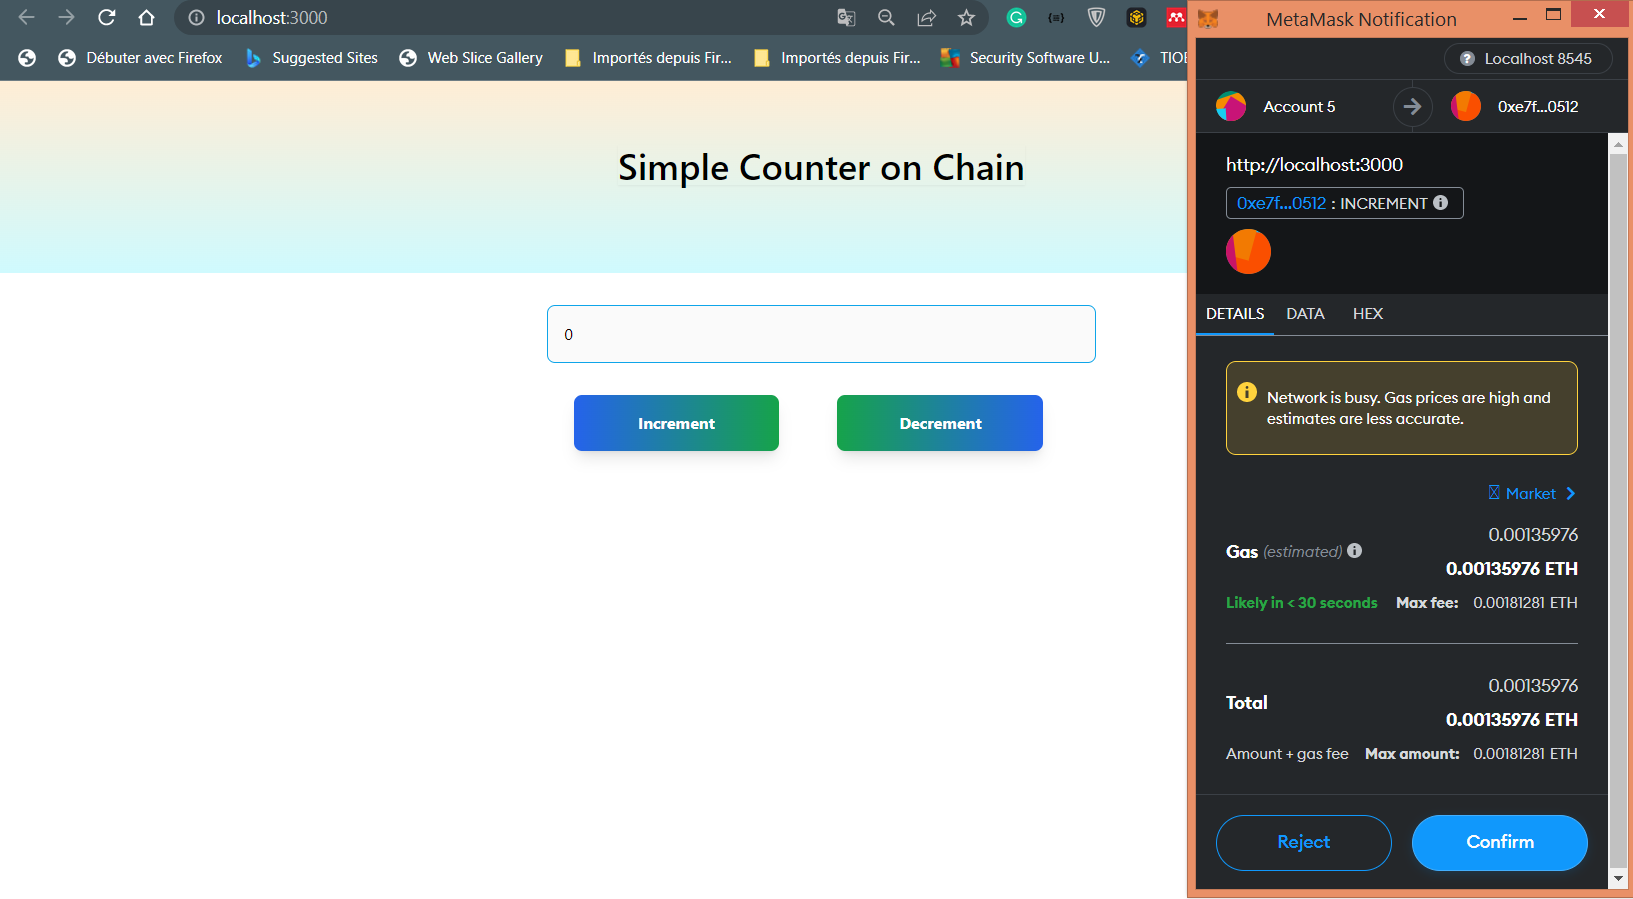 localhost:3000
Débuter avec Firefox
Suggested Sites
Web Slice Gallery
Importés depuis Fir...
Importés depuis Fir...
Security Software U...
TIOB
Simple Counter on Chain
0
Increment
Decrement
MetaMask Notification
Localhost 8545
Account 5
0xe7f...0512
http://localhost:3000
0xe7f...0512 : INCREMENT
DETAILS DATA HEX
Network is busy. Gas prices are high and
estimates are less accurate.
Market
0.00135976
Gas (estimated)
0.00135976 ETH
Likely in < 30 seconds Max fee: 0.00181281 ETH
0.00135976
Total
0.00135976 ETH
Amount + gas fee Max amount: 0.00181281 ETH
Reject
Confirm